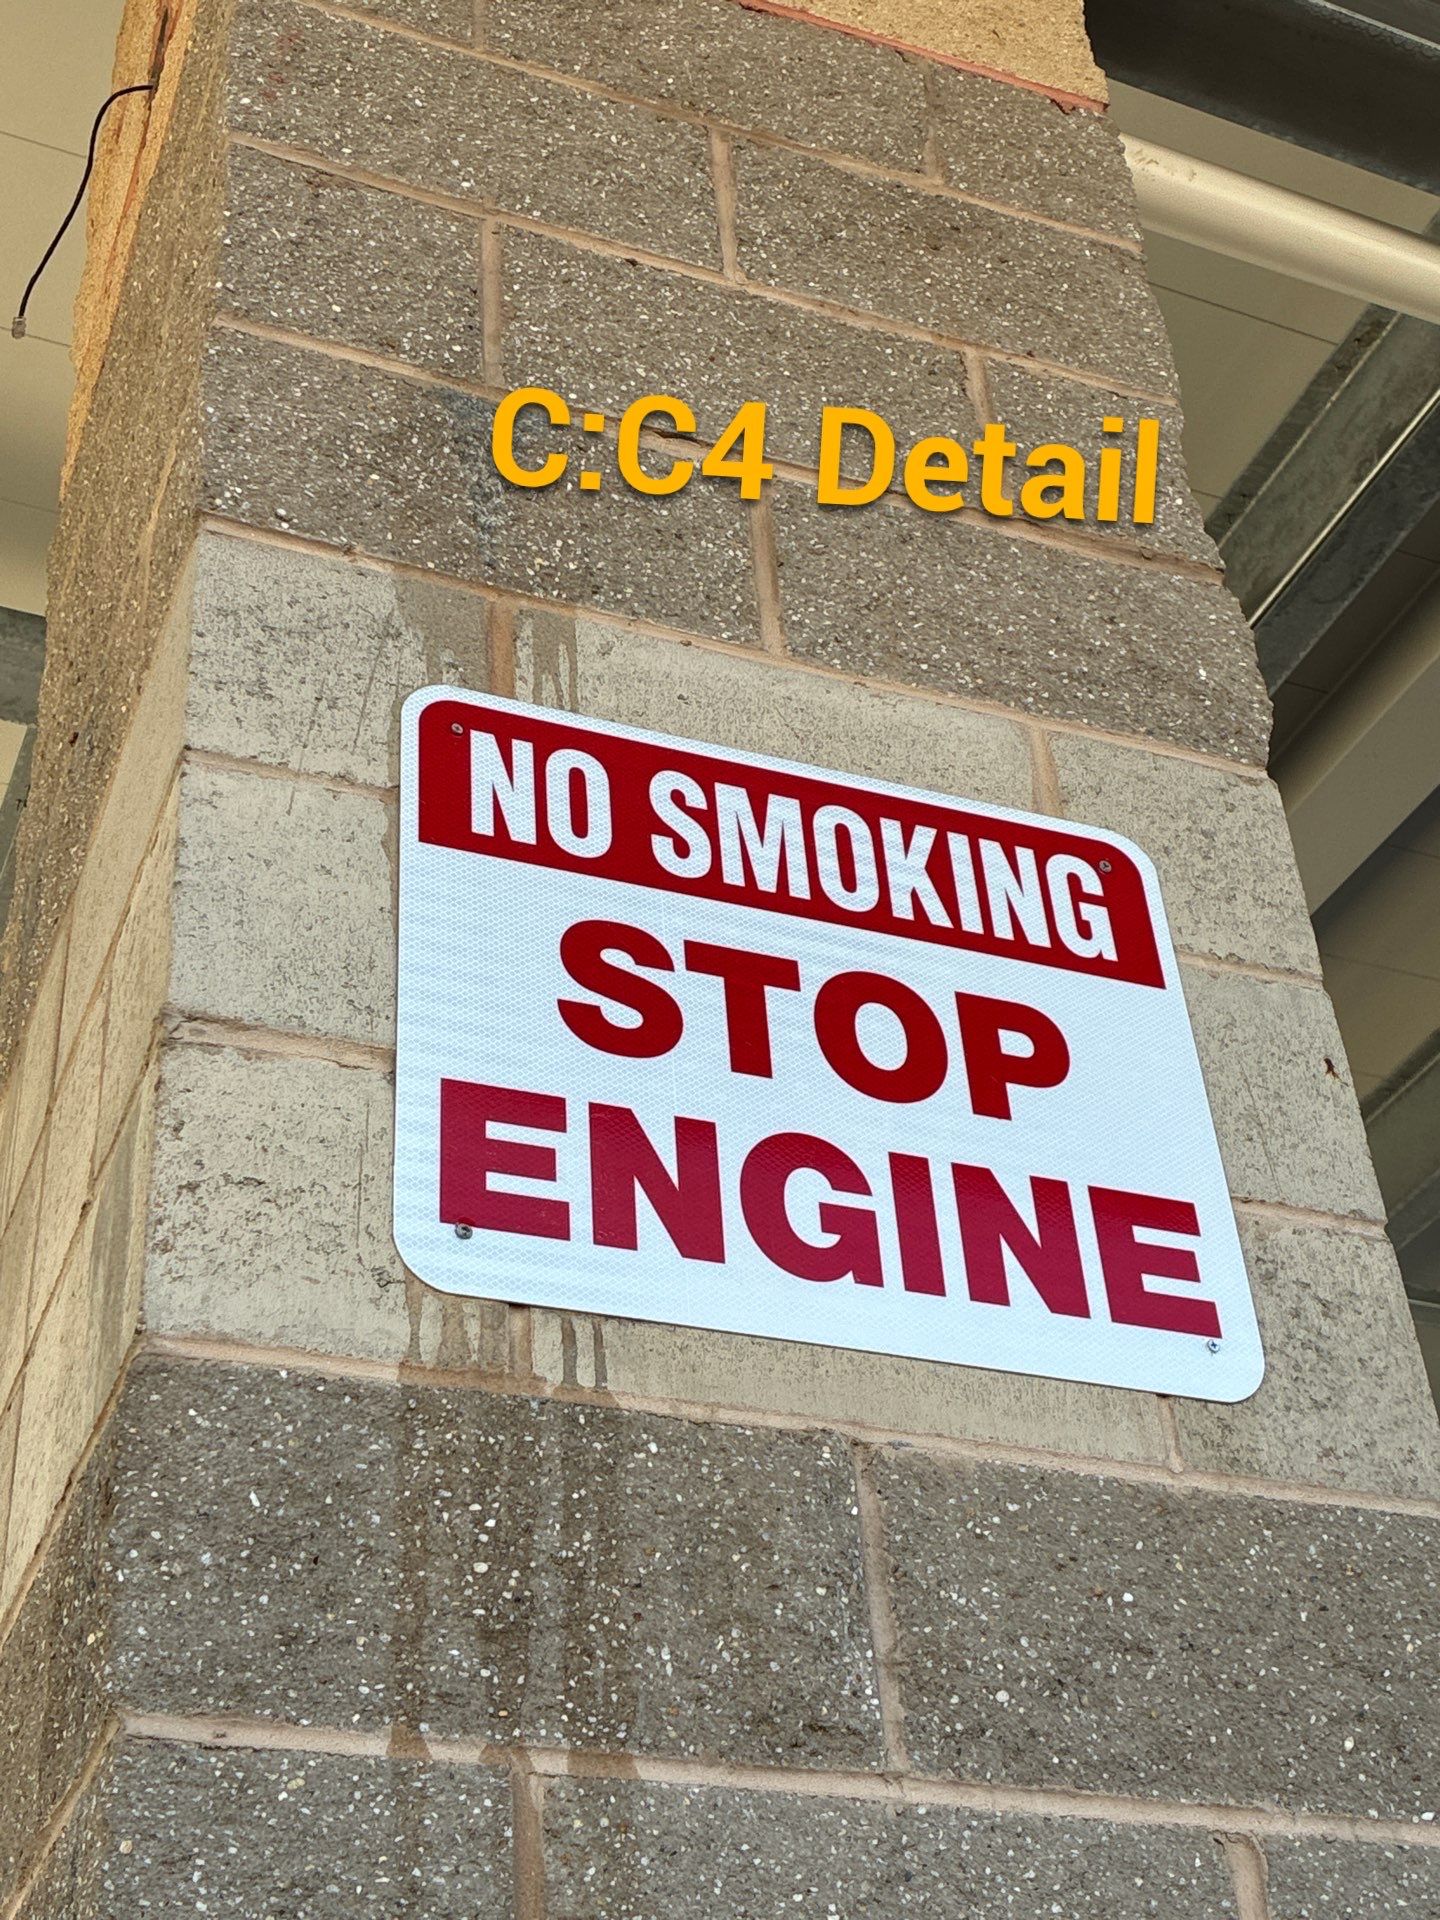 C:C4 Detail
NO SMOKING
STOP
ENGINE